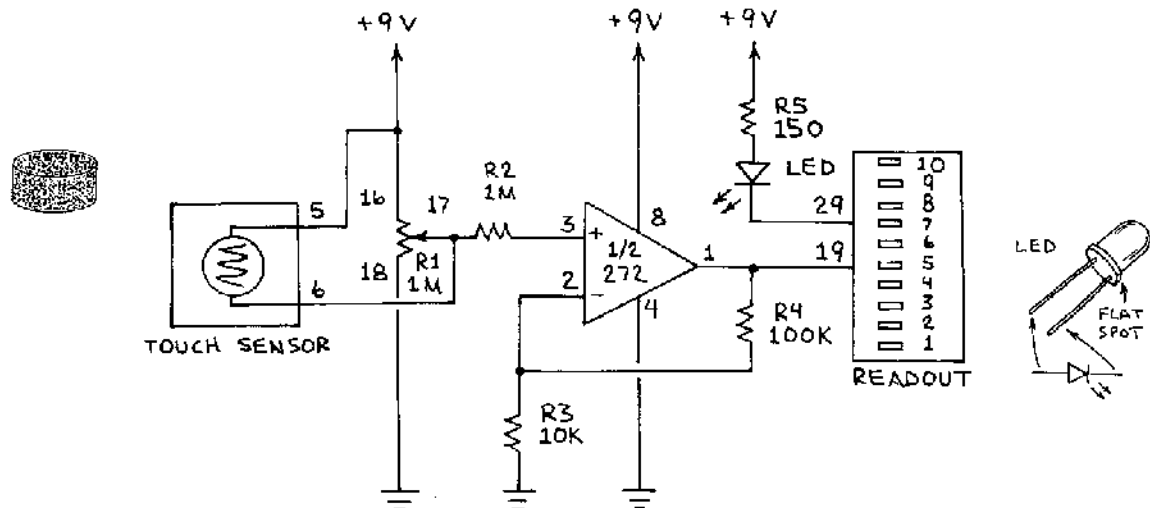 +9V
+9V
+9V
R5
150
LED
10
9
8
7
6
5
4
3
2
1
READOUT
29
19
5
6
TOUCH SENSOR
16
17
18
R1
1M
R2
1M
3
+
2
−
1/2
272
8
4
1
R4
100K
R3
10K
LED
FLAT
SPOT